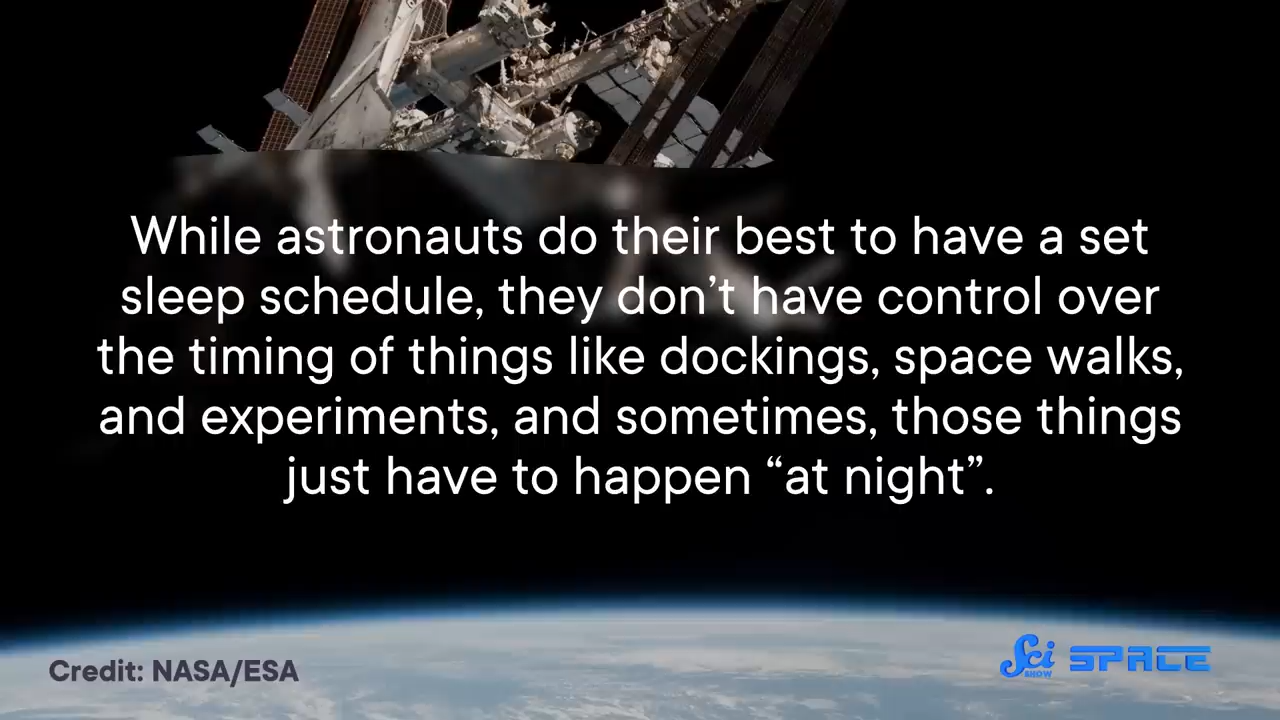 While astronauts do their best to have a set
sleep schedule, they don’t have control over
the timing of things like dockings, space walks,
and experiments, and sometimes, those things
just have to happen “at night”.
Credit: NASA/ESA
Sci SHOW SPACE